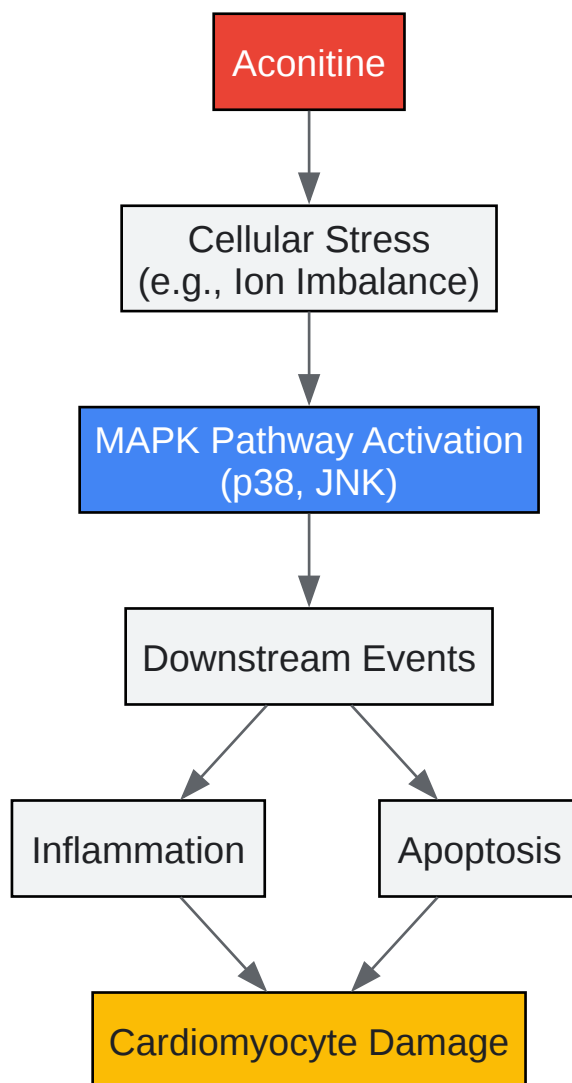 Aconitine
Cellular Stress
(e.g., Ion Imbalance)
MAPK Pathway Activation
(p38, JNK)
Downstream Events
Inflammation
Apoptosis
Cardiomyocyte Damage